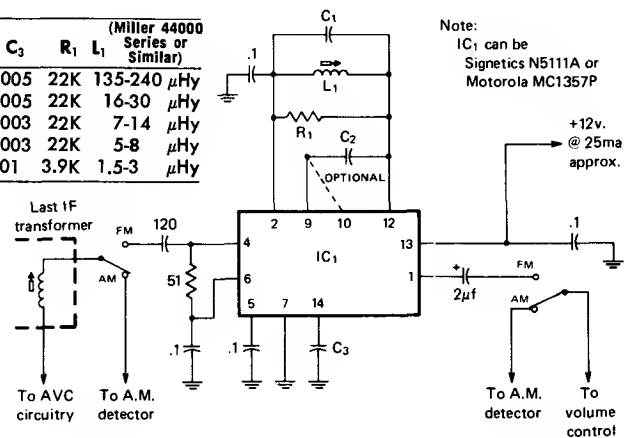 (Miller 44000
C3 R1 L1 Series or
Similar)
005 22K 135-240 μHy
005 22K 16-30 μHy
003 22K 7-14 μHy
003 22K 5-8 μHy
01 3.9K 1.5-3 μHy
C1
.1
L1
R1
C2
OPTIONAL
Note:
IC1 can be
Signetics N5111A or
Motorola MC1357P
+12v.
@ 25ma
approx.
Last IF
transformer
FM
AM
120
51
.1
2 9 10 12
4 IC1 13
6 1
5 7 14
.1
C3
+
2μf
.1
FM
AM
To AVC
circuitry
To A.M.
detector
To A.M.
detector
To
volume
control